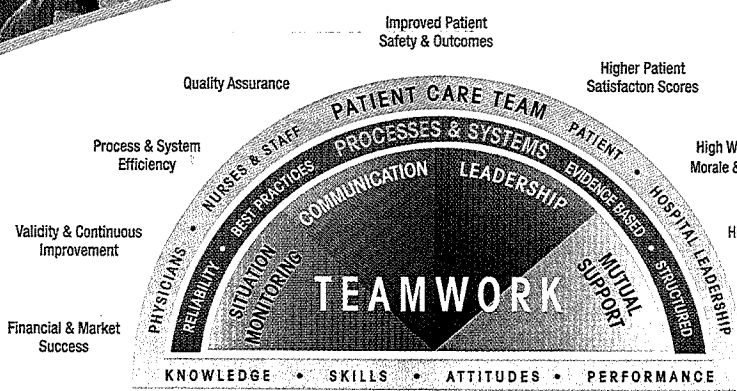 Improved Patient
Safety & Outcomes
Quality Assurance
Higher Patient
Satisfacton Scores
Process & System
Efficiency
High W
Morale &
Validity & Continuous
Improvement
H
Financial & Market
Success
PHYSICIANS • NURSES & STAFF PATIENT CARE TEAM PATIENT • HOSPITAL LEADERSHIP
RELIABILITY • BEST PRACTICES PROCESSES & SYSTEMS EVIDENCE BASED • STRUCTURED
SITUATION
MONITORING
COMMUNICATION
LEADERSHIP
MUTUAL
SUPPORT
TEAMWORK
KNOWLEDGE • SKILLS • ATTITUDES • PERFORMANCE